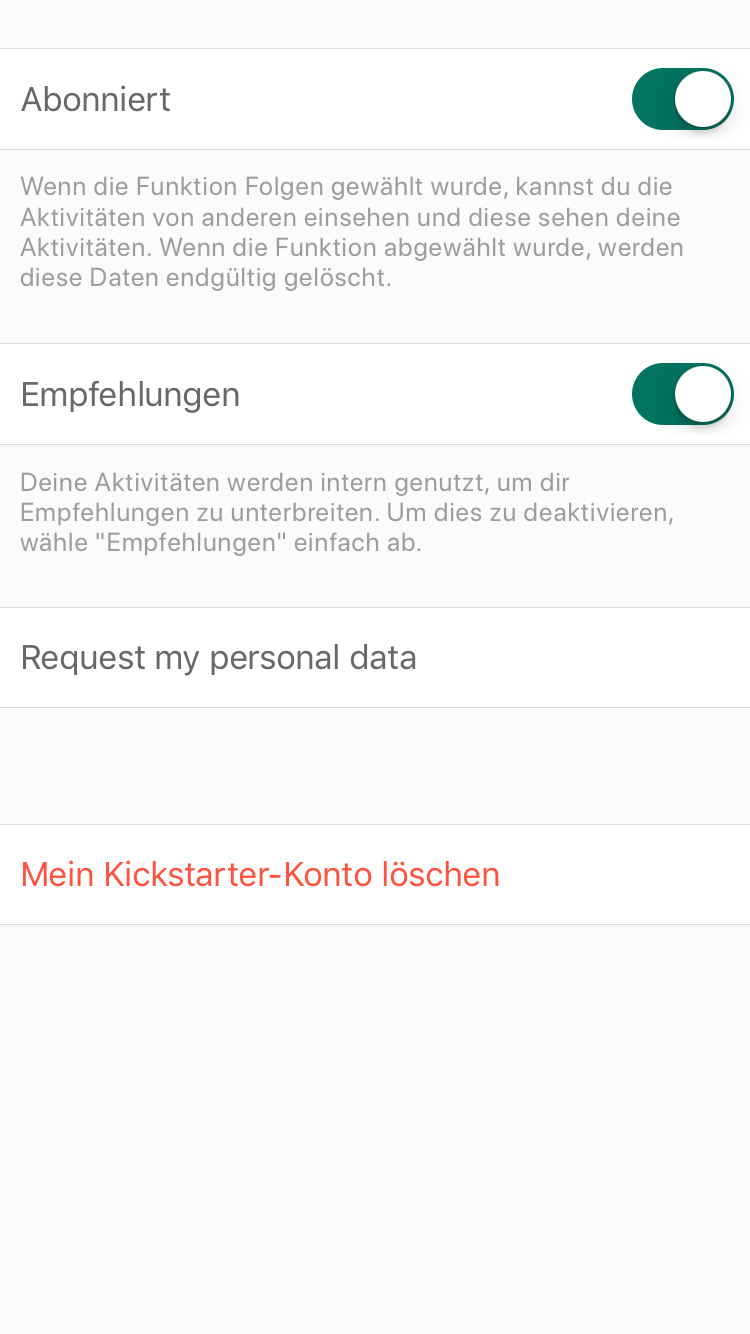 Abonniert
Wenn die Funktion Folgen gewählt wurde, kannst du die
Aktivitäten von anderen einsehen und diese sehen deine
Aktivitäten. Wenn die Funktion abgewählt wurde, werden
diese Daten endgültig gelöscht.
Empfehlungen
Deine Aktivitäten werden intern genutzt, um dir
Empfehlungen zu unterbreiten. Um dies zu deaktivieren,
wähle "Empfehlungen" einfach ab.
Request my personal data
Mein Kickstarter-Konto löschen